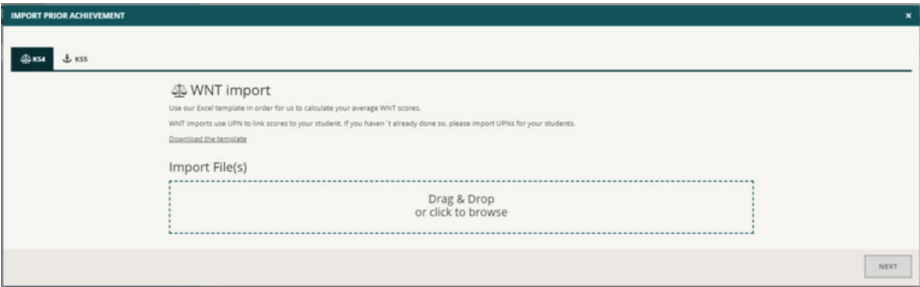 IMPORT PRIOR ACHIEVEMENT ×
KS4 KS5
WNT import
Use our Excel template in order for us to calculate your average WNT scores.
WNT imports use UPN to link scores to your student. If you haven`t already done so, please import UPNs for your students.
Download the template
Import File(s)
Drag & Drop
or click to browse
NEXT